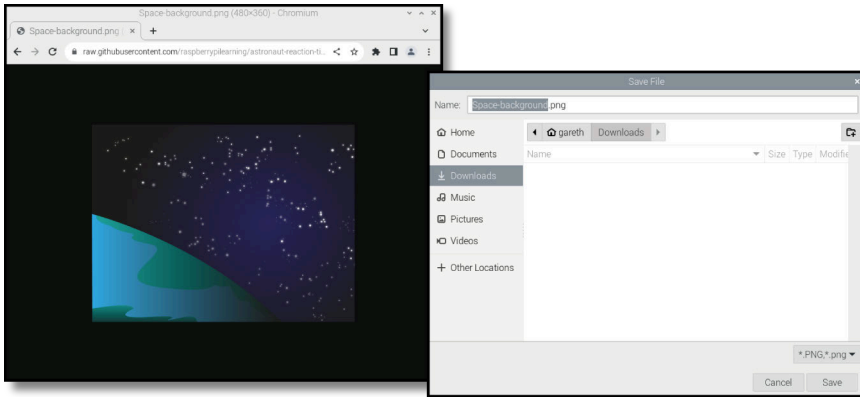 Space-background.png (480×360) - Chromium
Space-background.png (
raw.githubusercontent.com/raspberrypilearning/astronaut-reaction-ti...
Save File
Name: Space-background.png
Home
gareth Downloads
Documents
Name Size Type Modifie
Downloads
Music
Pictures
Videos
Other Locations
*.PNG,*.png
Cancel Save